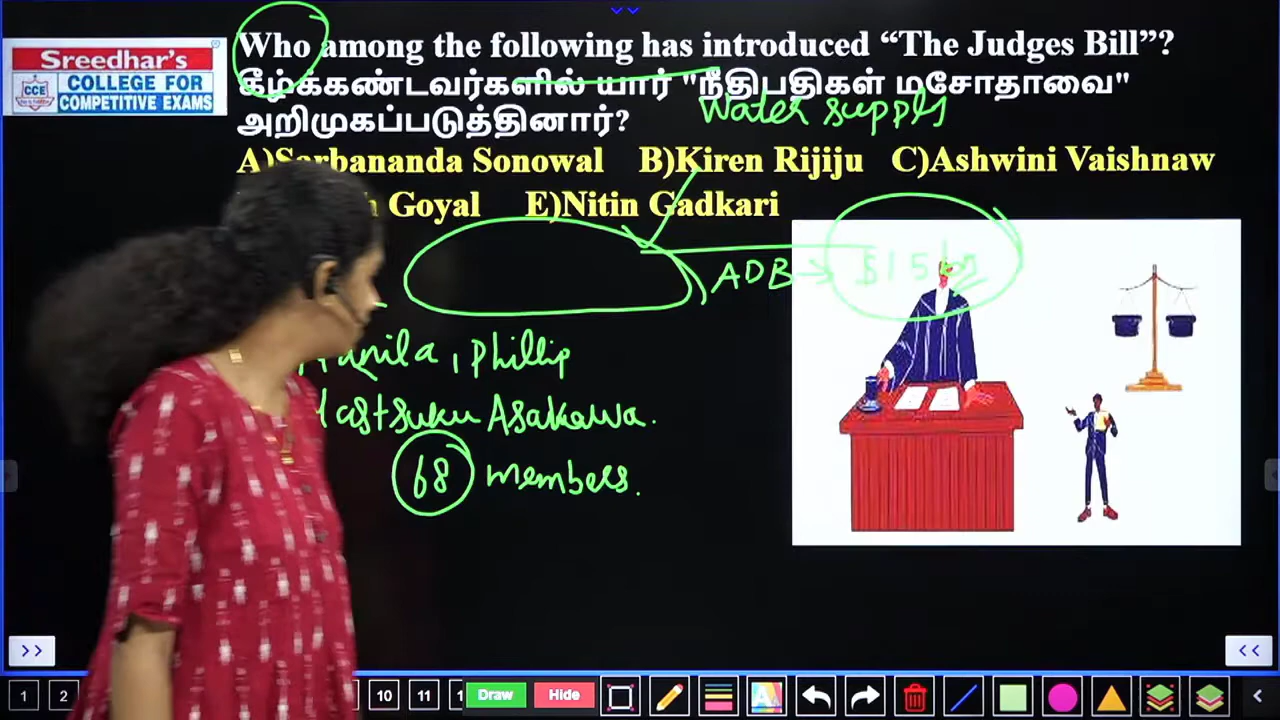 Sreedhar's
CCE
COLLEGE FOR
COMPETITIVE EXAMS
Who among the following has introduced “The Judges Bill”?
கீழ்க்கண்டவர்களில் யார் "நீதிபதிகள் மசோதாவை"
Water supply
அறிமுகப்படுத்தினார்?
A)Sarbananda Sonowal B)Kiren Rijiju C)Ashwini Vaishnaw
Goyal E)Nitin Gadkari
ADB → $15
Manila, Phillip
Asakawa.
68 members.
>> <<
1 2 10 11 1 Draw Hide A <